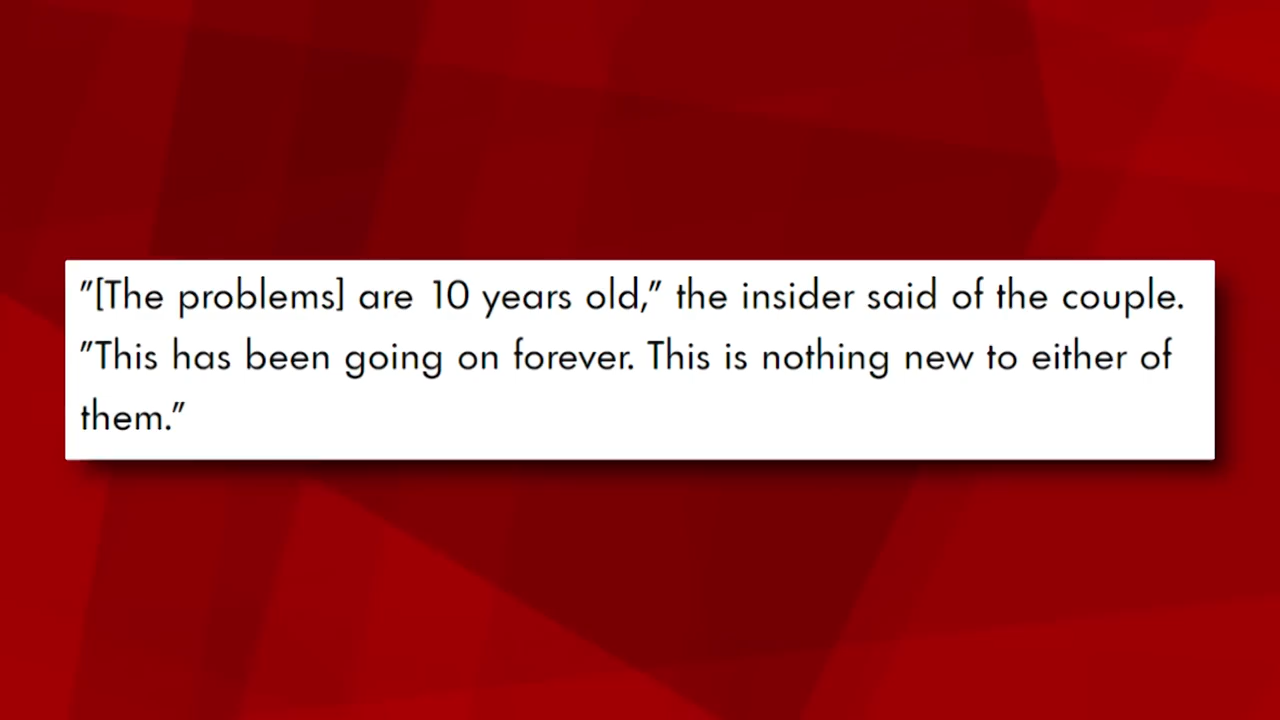 "[The problems] are 10 years old," the insider said of the couple.
"This has been going on forever. This is nothing new to either of
them."